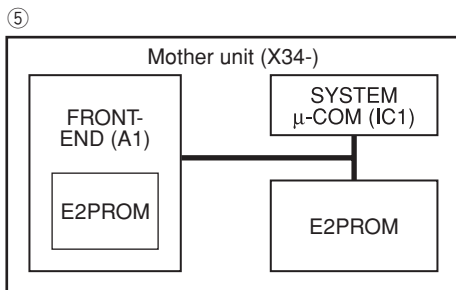 ⑤
Mother unit (X34-)
FRONT-
END (A1)
E2PROM
SYSTEM
μ-COM (IC1)
E2PROM